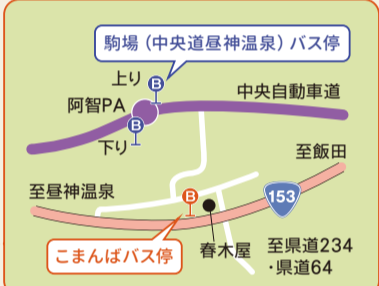 駒場（中央道昼神温泉）バス停
上り
B
中央自動車道
阿智PA
B
下り
至飯田
至昼神温泉
B
153
春木屋
至県道234
・県道64
こまんばバス停